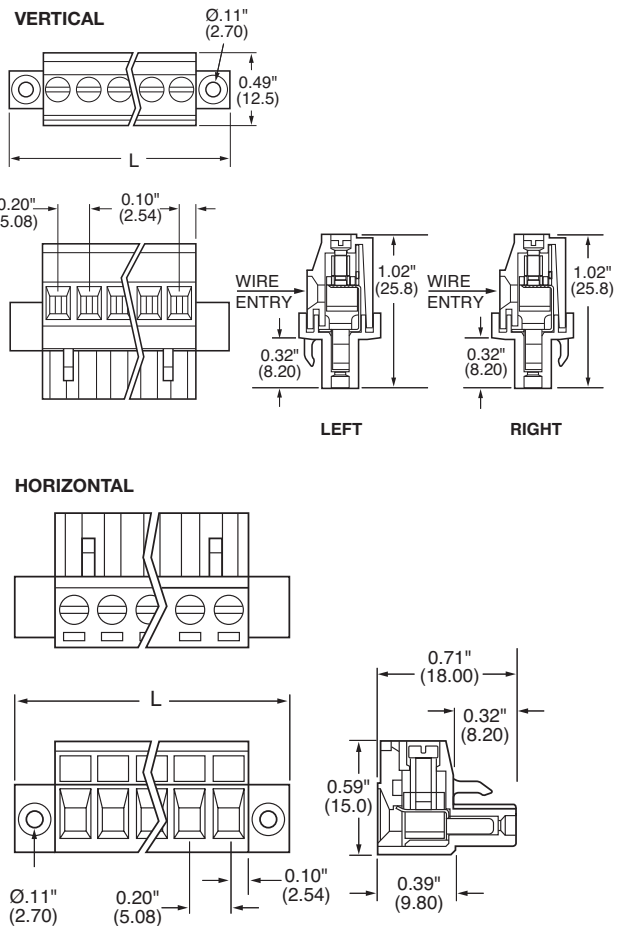 VERTICAL
Ø.11"
(2.70)
0.49"
(12.5)
L
0.20"
5.08)
0.10"
(2.54)
WIRE
ENTRY
1.02"
(25.8)
0.32"
(8.20)
LEFT
WIRE
ENTRY
1.02"
(25.8)
0.32"
(8.20)
RIGHT
HORIZONTAL
L
Ø.11"
(2.70)
0.20"
(5.08)
0.10"
(2.54)
0.71"
(18.00)
0.32"
(8.20)
0.59"
(15.0)
0.39"
(9.80)